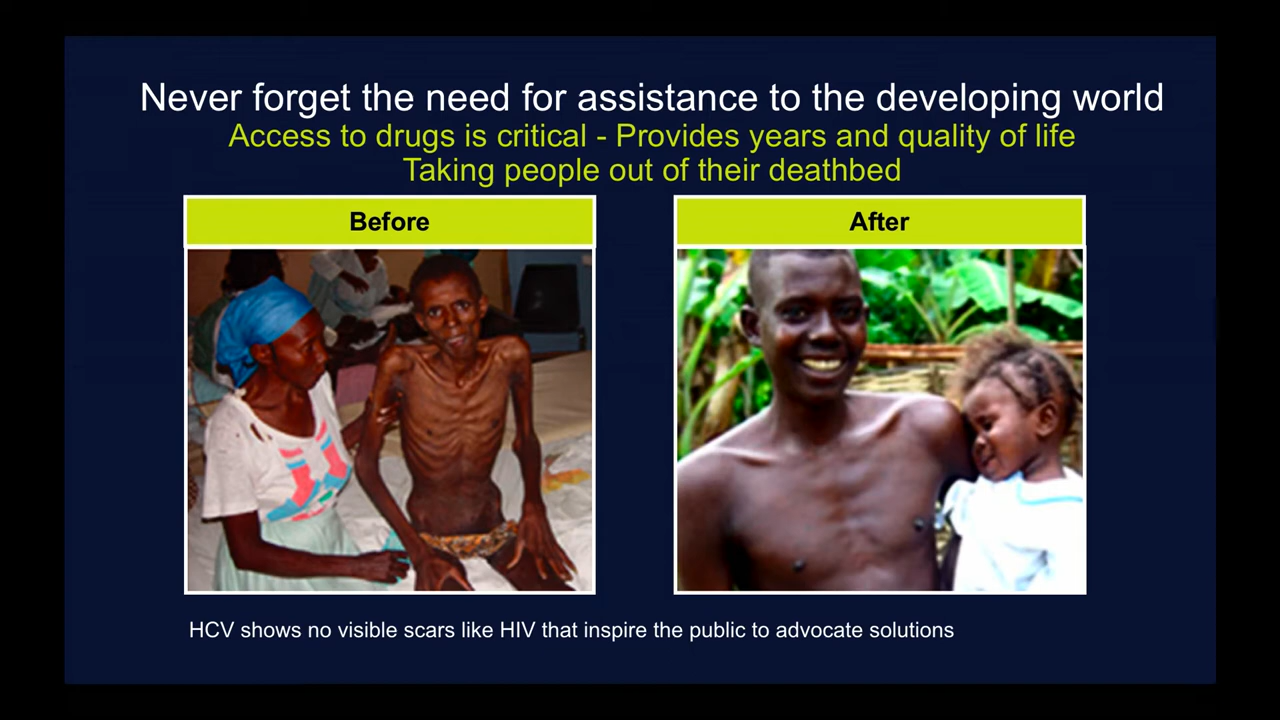 Never forget the need for assistance to the developing world
Access to drugs is critical - Provides years and quality of life
Taking people out of their deathbed
Before
After
HCV shows no visible scars like HIV that inspire the public to advocate solutions